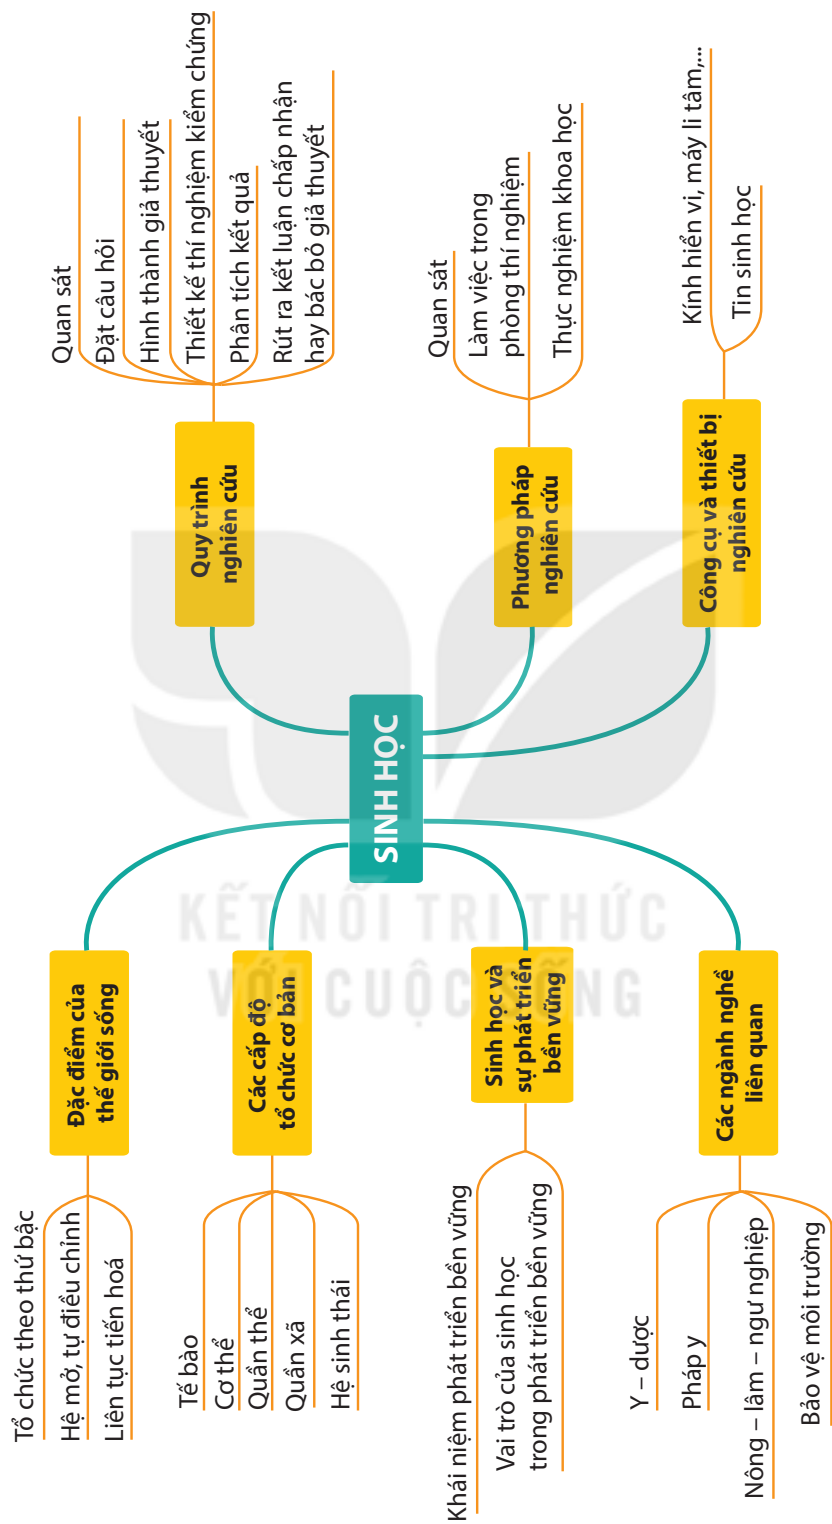 SINH HỌC
Đặc điểm của
thế giới sống
Tổ chức theo thứ bậc
Hệ mở, tự điều chỉnh
Liên tục tiến hoá
Các cấp độ
tổ chức cơ bản
Tế bào
Cơ thể
Quần thể
Quần xã
Hệ sinh thái
Sinh học và
sự phát triển
bền vững
Khái niệm phát triển bền vững
Vai trò của sinh học
trong phát triển bền vững
Các ngành nghề
liên quan
Y – dược
Pháp y
Nông – lâm – ngư nghiệp
Bảo vệ môi trường
Quy trình
nghiên cứu
Quan sát
Đặt câu hỏi
Hình thành giả thuyết
Thiết kế thí nghiệm kiểm chứng
Phân tích kết quả
Rút ra kết luận chấp nhận
hay bác bỏ giả thuyết
Phương pháp
nghiên cứu
Quan sát
Làm việc trong
phòng thí nghiệm
Thực nghiệm khoa học
Công cụ và thiết bị
nghiên cứu
Kính hiển vi, máy li tâm,...
Tin sinh học
KẾT NỐI TRI THỨC
VỚI CUỘC SỐNG